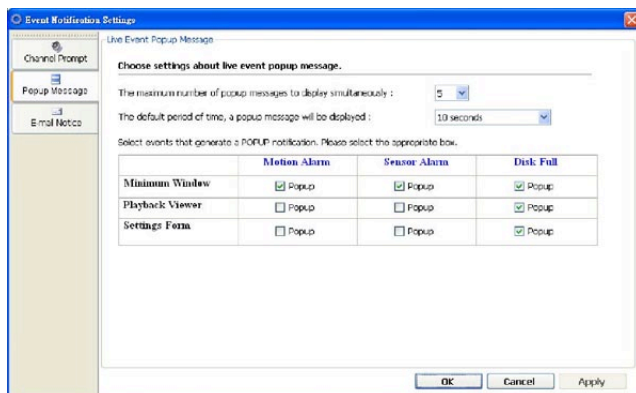 Event Notification Settings
Channel Prompt
Popup Message
E-mail Notice
Live Event Popup Message
Choose settings about live event popup message.
The maximum number of popup messages to display simultaneously :
5
The default period of time, a popup message will be displayed :
10 seconds
Select events that generate a POPUP notification. Please select the appropriate box.
Motion Alarm Sensor Alarm Disk Full
Minimum Window Popup Popup Popup
Playback Viewer Popup Popup Popup
Settings Form Popup Popup Popup
OK Cancel Apply